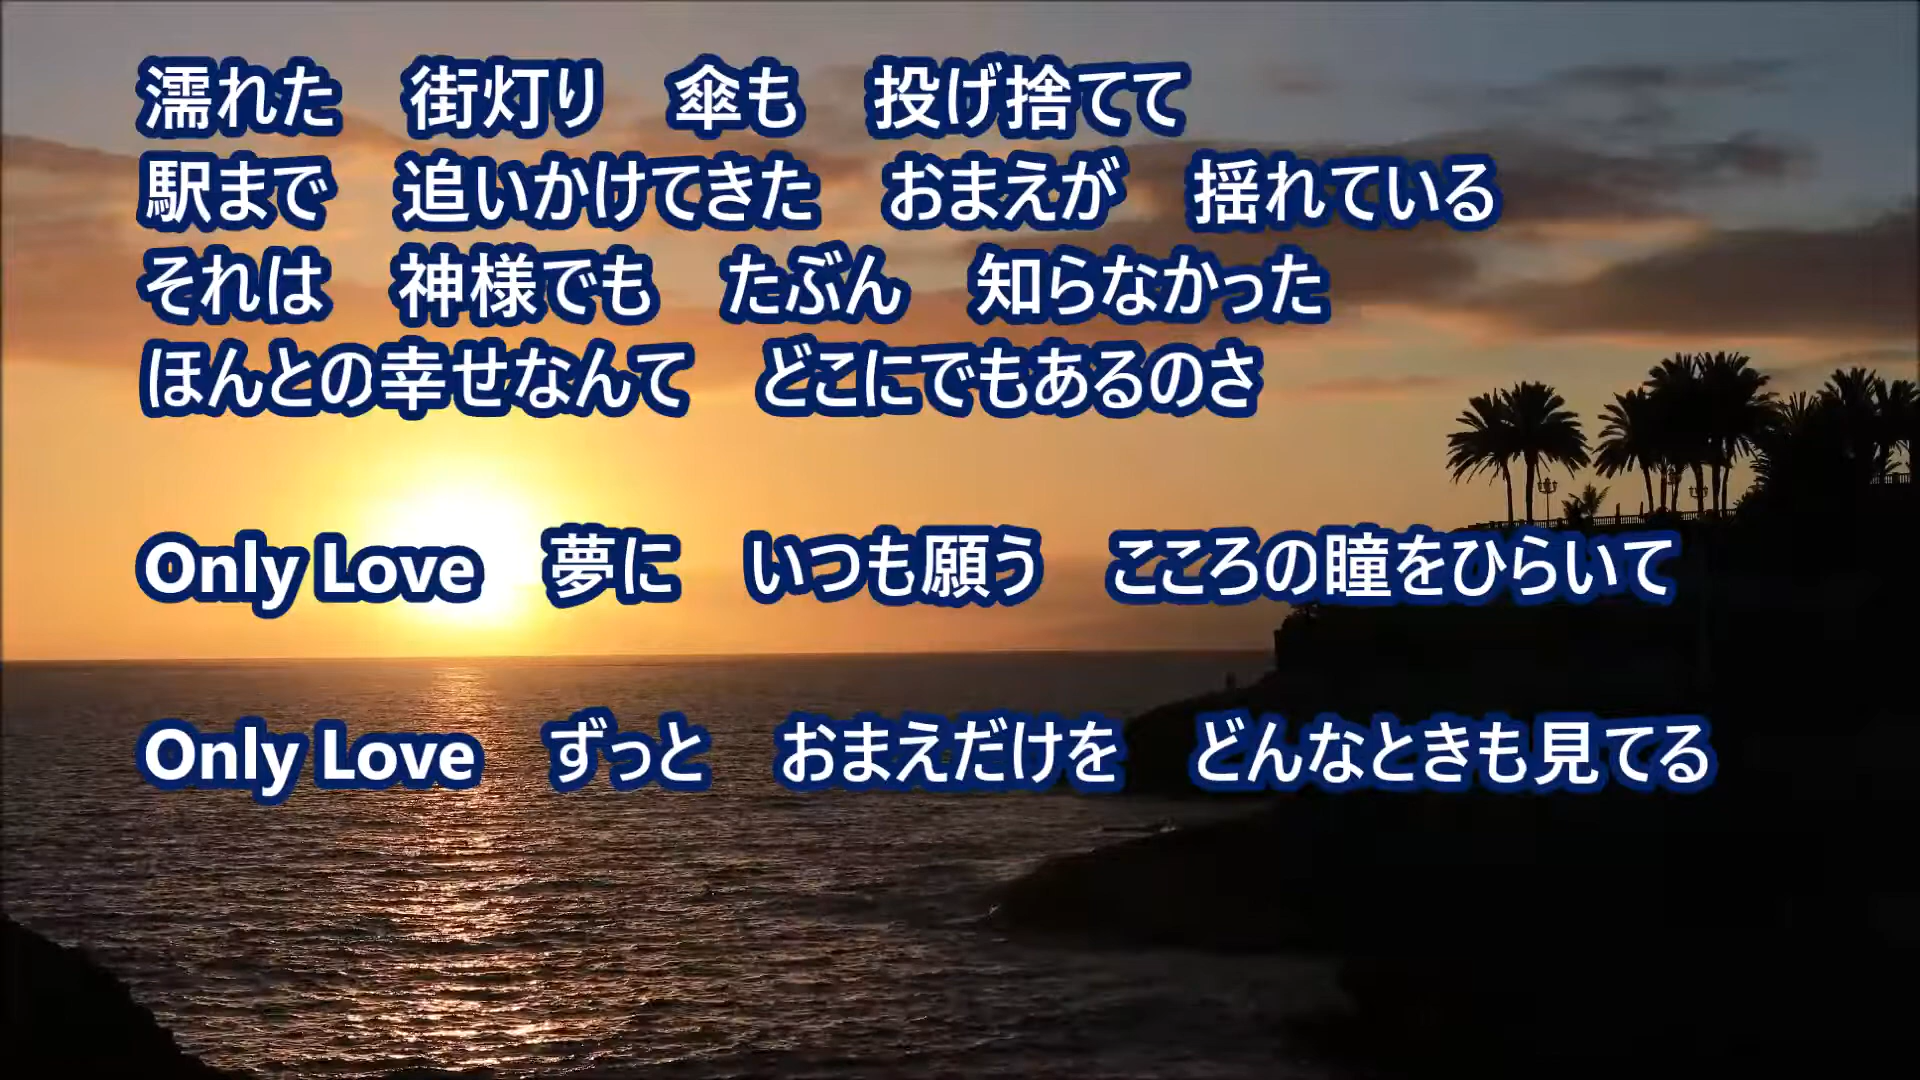 濡れた　街灯り　傘も　投げ捨てて
駅まで　追いかけてきた　おまえが　揺れている
それは　神様でも　たぶん　知らなかった
ほんとの幸せなんて　どこにでもあるのさ
Only Love　夢に　いつも願う　こころの瞳をひらいて
Only Love　ずっと　おまえだけを　どんなときも見てる